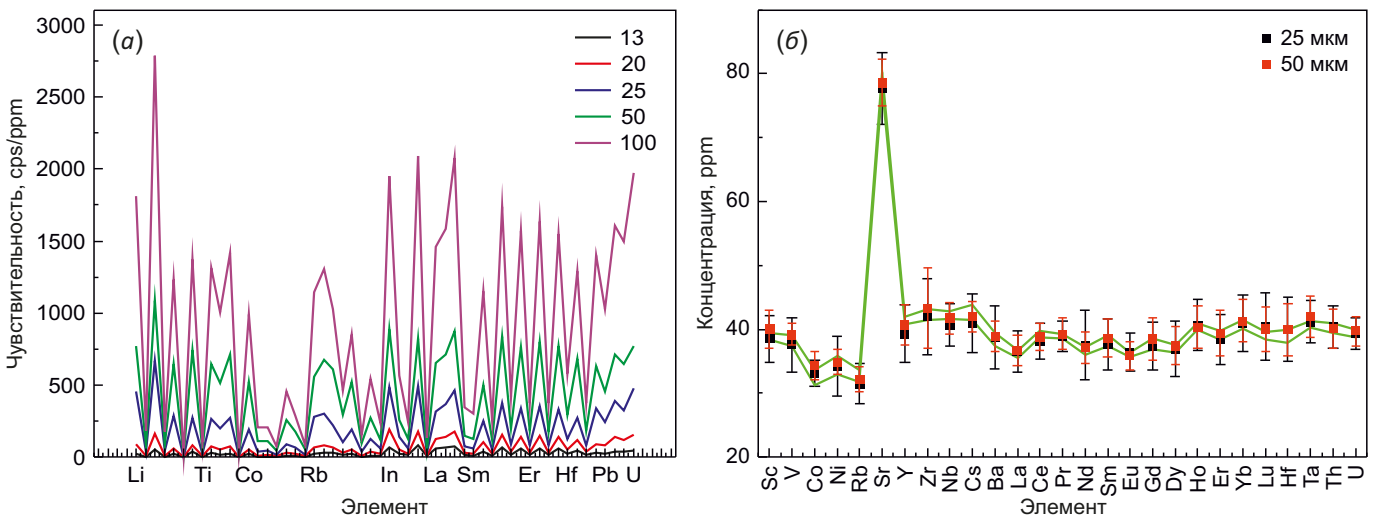 (а)
Чувствительность, cps/ppm
3000
2500
2000
1500
1000
500
0
13
20
25
50
100
Li Ti Co Rb In La Sm Er Hf Pb U
Элемент
(б)
Концентрация, ppm
80
60
40
20
25 мкм
50 мкм
Sc V Co Ni Rb Sr Y Zr Nb Cs Ba La Ce Pr Nd Sm Eu Gd Dy Ho Er Yb Lu Hf Ta Th U
Элемент